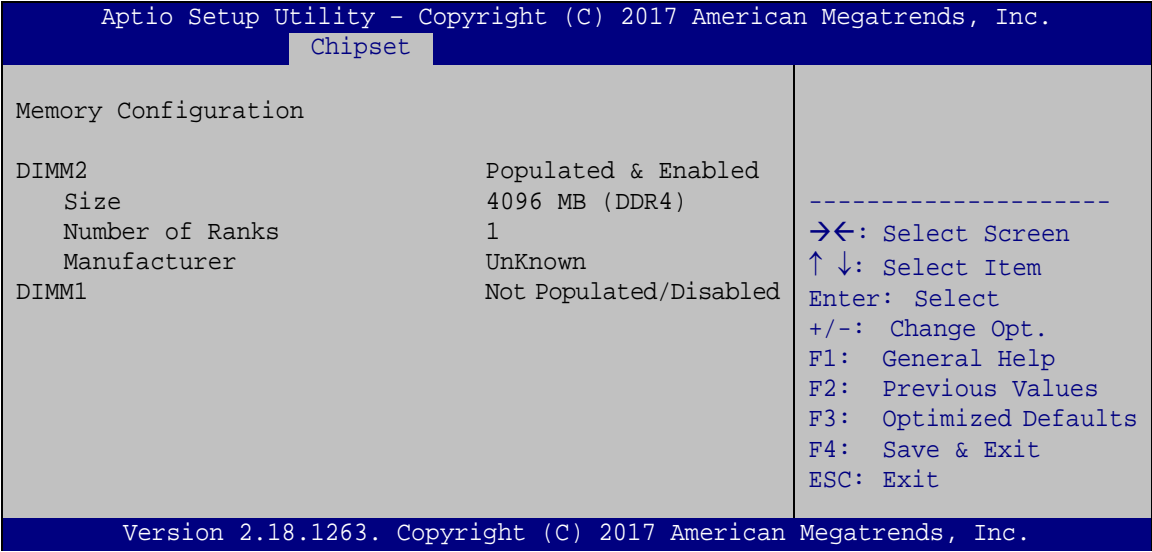 Aptio Setup Utility – Copyright (C) 2017 American Megatrends, Inc.
Chipset
Memory Configuration
DIMM2 Populated & Enabled
Size 4096 MB (DDR4)
Number of Ranks 1
Manufacturer UnKnown
DIMM1 Not Populated/Disabled
---------------------
→←: Select Screen
↑ ↓: Select Item
Enter: Select
+/-: Change Opt.
F1: General Help
F2: Previous Values
F3: Optimized Defaults
F4: Save & Exit
ESC: Exit
Version 2.18.1263. Copyright (C) 2017 American Megatrends, Inc.